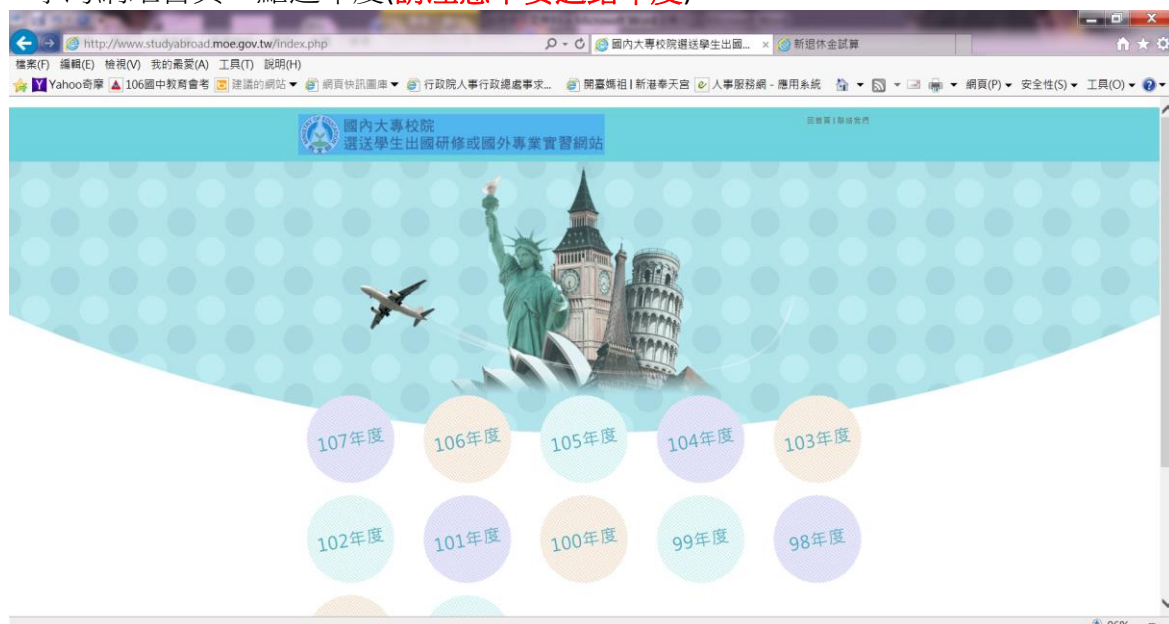 (請注意不要選錯年度)
http://www.studyabroad.moe.gov.tw/index.php
國內大專校院選送學生出國...
新退休金試算
檔案(F) 編輯(E) 檢視(V) 我的最愛(A) 工具(T) 說明(H)
Yahoo奇摩 106國中教育會考 建議的網站 網頁快訊圖庫 行政院人事行政總處事求... 開臺媽祖|新港奉天宮 人事服務網 - 應用系統 網頁(P) 安全性(S) 工具(O)
國內大專校院
選送學生出國研修或國外專業實習網站
回首頁|聯絡我們
107年度 106年度 105年度 104年度 103年度
102年度 101年度 100年度 99年度 98年度